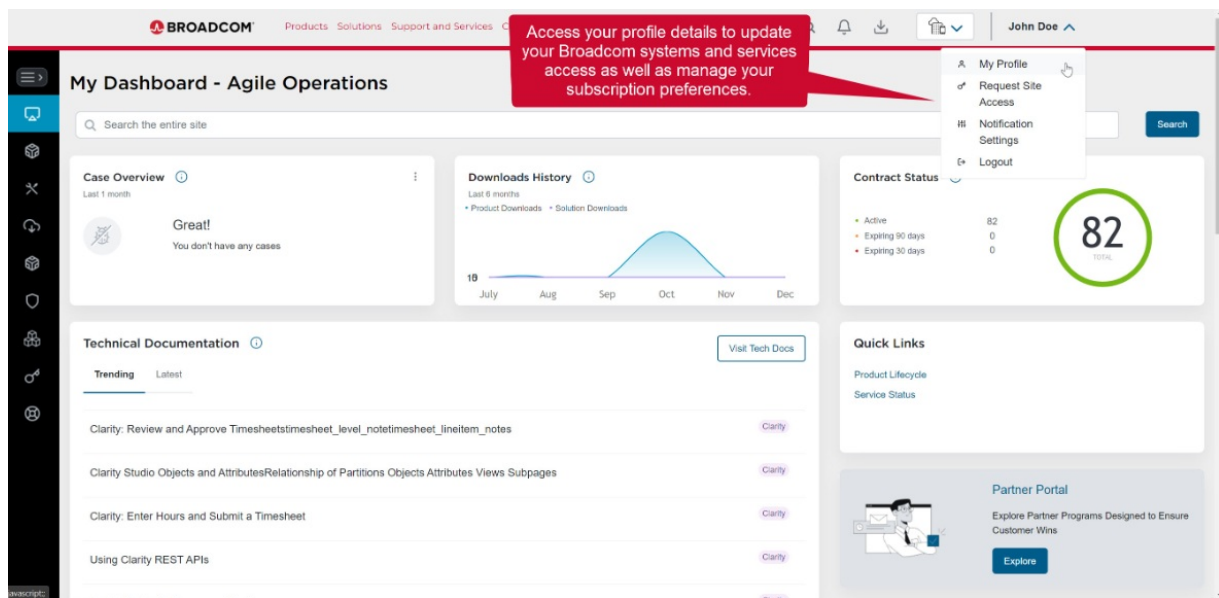 BROADCOM
Products Solutions Support and Services
Access your profile details to update
your Broadcom systems and services
access as well as manage your
subscription preferences.
John Doe
My Profile
Request Site
Access
Notification
Settings
Logout
My Dashboard - Agile Operations
Search the entire site
Search
Case Overview
Last 1 month
Great!
You don't have any cases
Downloads History
Last 6 months
Product Downloads Solution Downloads
July Aug Sep Oct Nov Dec
Contract Status
Active 82
Expiring 90 days 0
Expiring 30 days 0
82
TOTAL
Technical Documentation
Visit Tech Docs
Trending Latest
Clarity: Review and Approve Timesheetstimesheet_level_notetimesheet_lineitem_notes Clarity
Clarity Studio Objects and AttributesRelationship of Partitions Objects Attributes Views Subpages Clarity
Clarity: Enter Hours and Submit a Timesheet Clarity
Using Clarity REST APIs Clarity
Quick Links
Product Lifecycle
Service Status
Partner Portal
Explore Partner Programs Designed to Ensure
Customer Wins
Explore